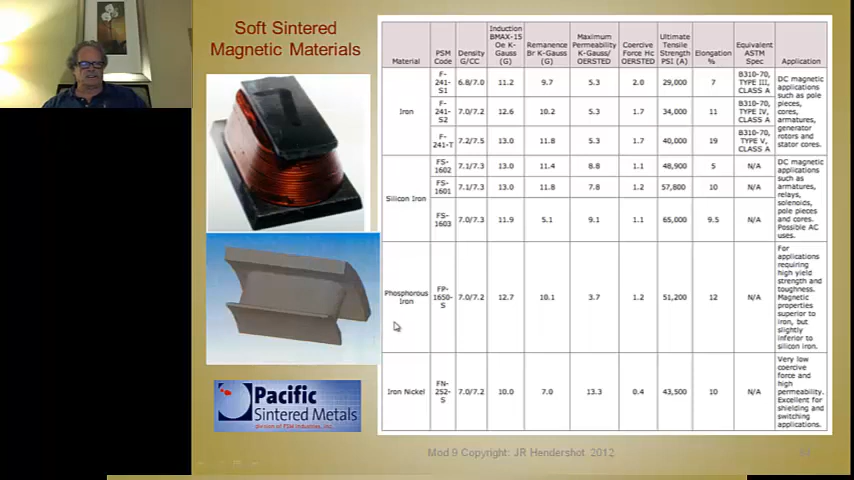 Soft Sintered
Magnetic Materials
Material
PSM
Code
Density
G/CC
Induction
BMAX-15
Oe K-
Gauss
(G)
Remanence
Br K-Gauss
(G)
Maximum
Permeability
K-Gauss/
OERSTED
Coercive
Force Hc
OERSTED
Ultimate
Tensile
Strength
PSI (A)
Elongation
%
Equivalent
ASTM
Spec
Application
Iron
F-
241-
S1
6.8/7.0
11.2
9.7
5.3
2.0
29,000
7
B310-70,
TYPE III,
CLASS A
F-
241-
S2
7.0/7.2
12.6
10.2
5.3
1.7
34,000
11
B310-70,
TYPE IV,
CLASS A
F-
241-T
7.2/7.5
13.0
11.8
5.3
1.7
40,000
19
B310-70,
TYPE V,
CLASS A
DC magnetic
applications
such as pole
pieces,
cores,
armatures,
generator
rotors and
stator cores.
Silicon Iron
FS-
1602
7.1/7.3
13.0
11.4
8.8
1.1
48,900
5
N/A
FS-
1601
7.1/7.3
13.0
11.8
7.8
1.2
57,800
10
N/A
FS-
1603
7.0/7.3
11.9
5.1
9.1
1.1
65,000
9.5
N/A
DC magnetic
applications
such as
armatures,
relays,
solenoids,
pole pieces
and cores.
Possible AC
uses.
Phosphorous
Iron
FP-
1650-
S
7.0/7.2
12.7
10.1
3.7
1.2
51,200
12
N/A
For
applications
requiring
high yield
strength and
toughness.
Magnetic
properties
superior to
iron, but
slightly
inferior to
silicon iron.
Iron Nickel
FN-
252-
S
7.0/7.2
10.0
7.0
13.3
0.4
43,500
10
N/A
Very low
coercive
force and
high
permeability.
Excellent for
shielding and
switching
applications.
Pacific
Sintered Metals
division of PSM Industries, Inc.
Mod 9 Copyright: JR Hendershot 2012